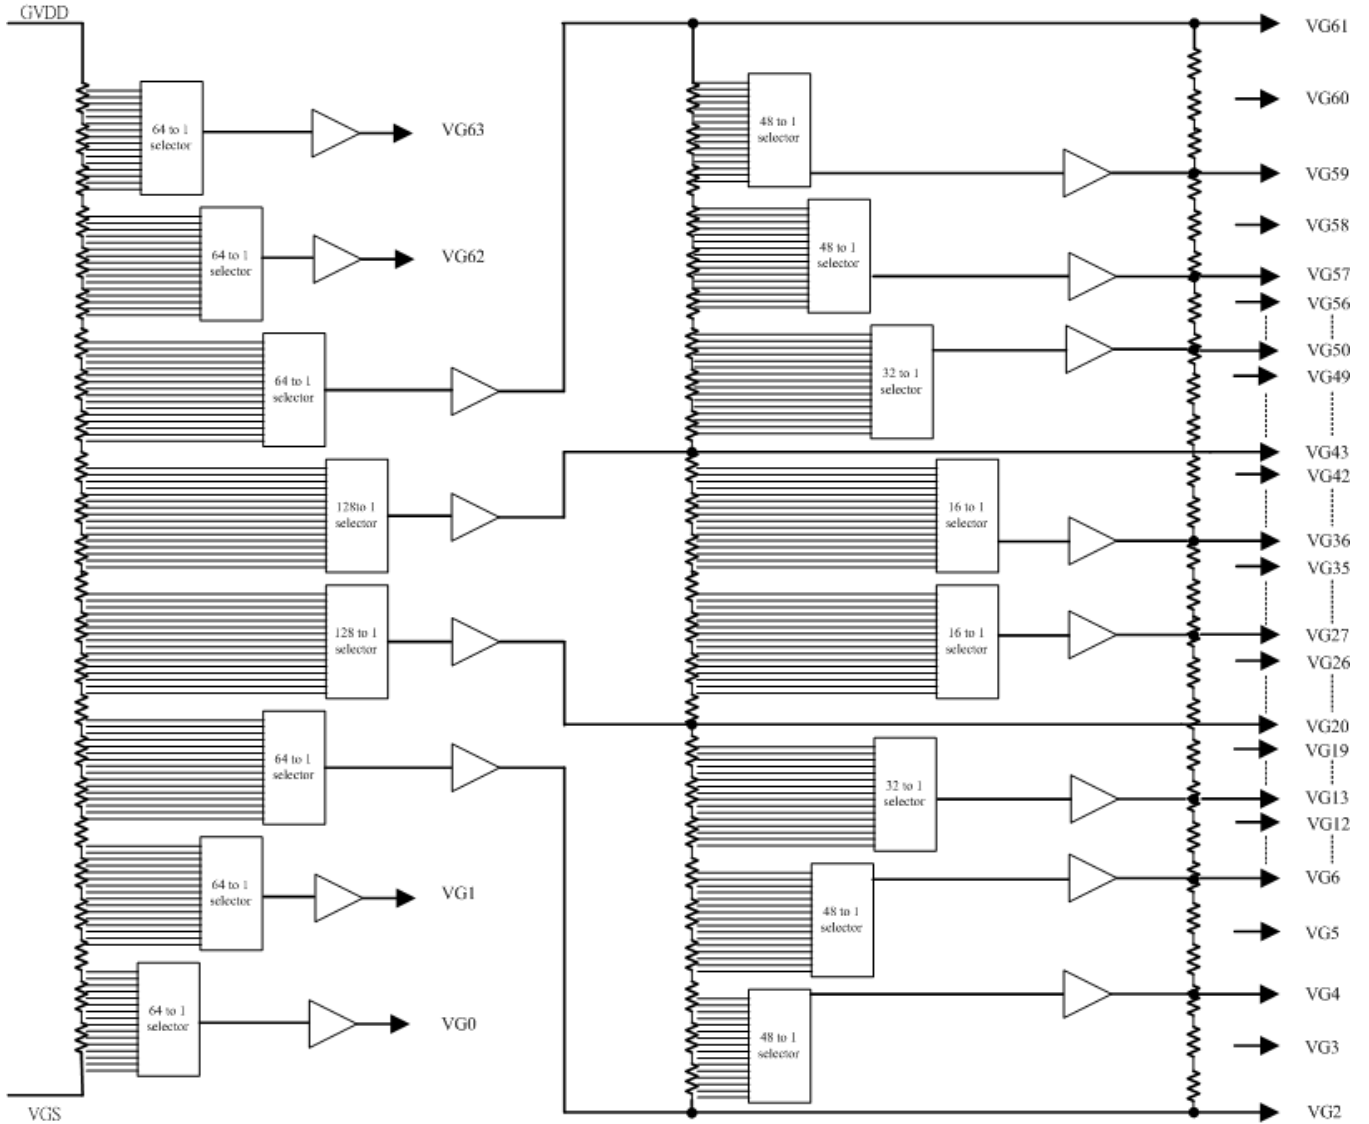 GVDD
64 to 1
selector
VG63
64 to 1
selector
VG62
64 to 1
selector
128to 1
selector
128 to 1
selector
64 to 1
selector
64 to 1
selector
VG1
64 to 1
selector
VG0
VGS
48 to 1
selector
48 to 1
selector
32 to 1
selector
16 to 1
selector
16 to 1
selector
32 to 1
selector
48 to 1
selector
48 to 1
selector
VG61
VG60
VG59
VG58
VG57
VG56
VG50
VG49
VG43
VG42
VG36
VG35
VG27
VG26
VG20
VG19
VG13
VG12
VG6
VG5
VG4
VG3
VG2